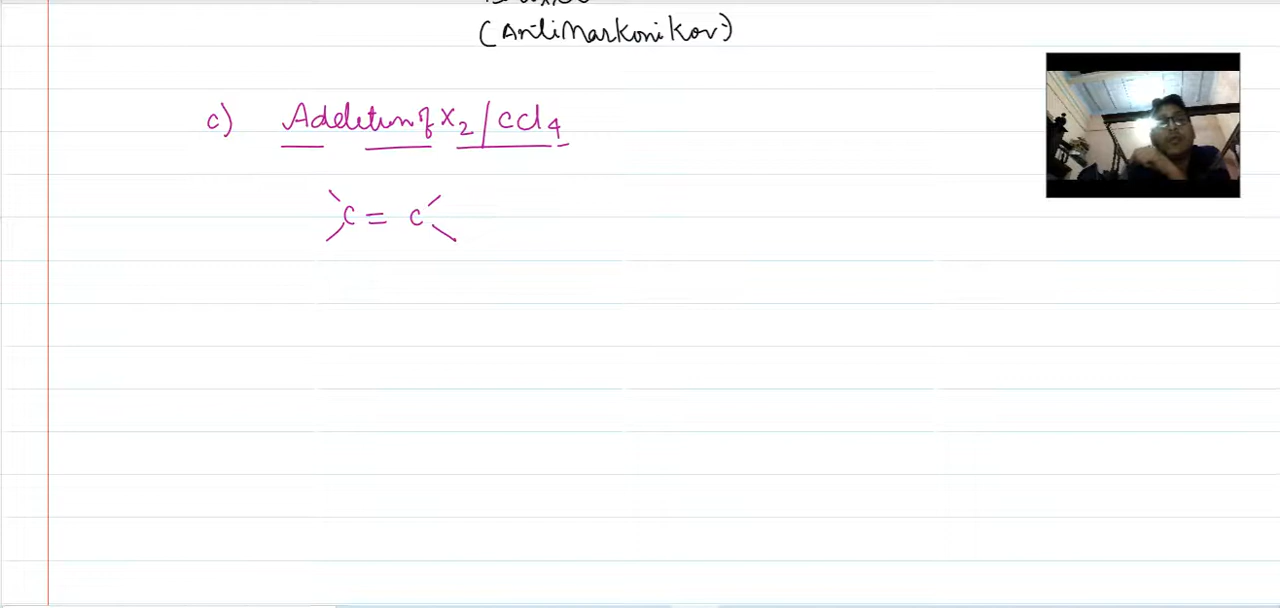 (AntiMarkonikov)
c) Addition of X2/CCl4
C = C